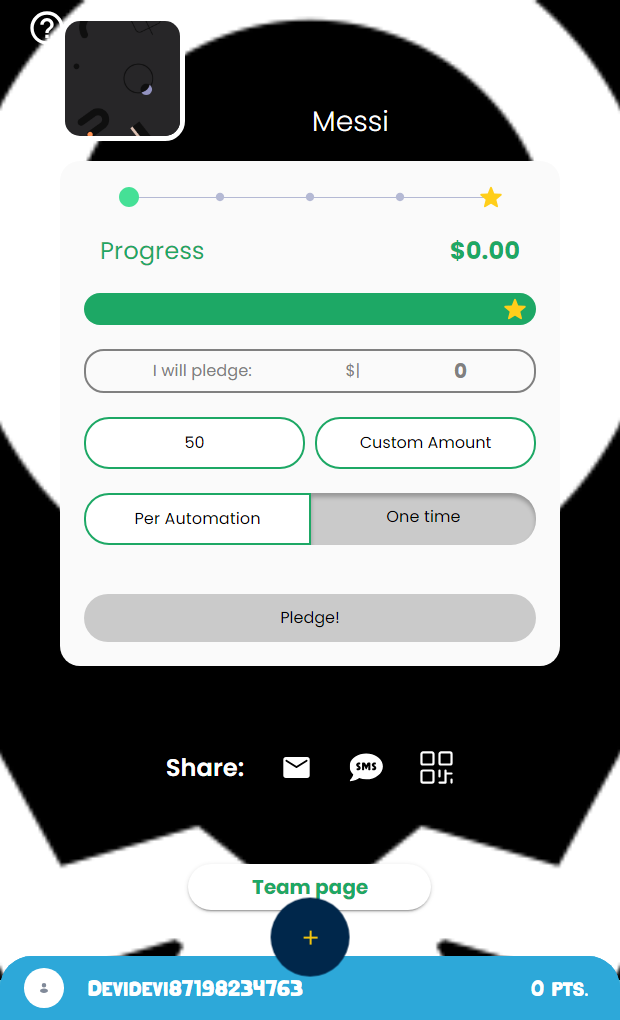 Messi
Progress $0.00
I will pledge: $| 0
50 Custom Amount
Per Automation One time
Pledge!
Share: SMS
Team page
+
Devidevi87198234763 0 PTS.